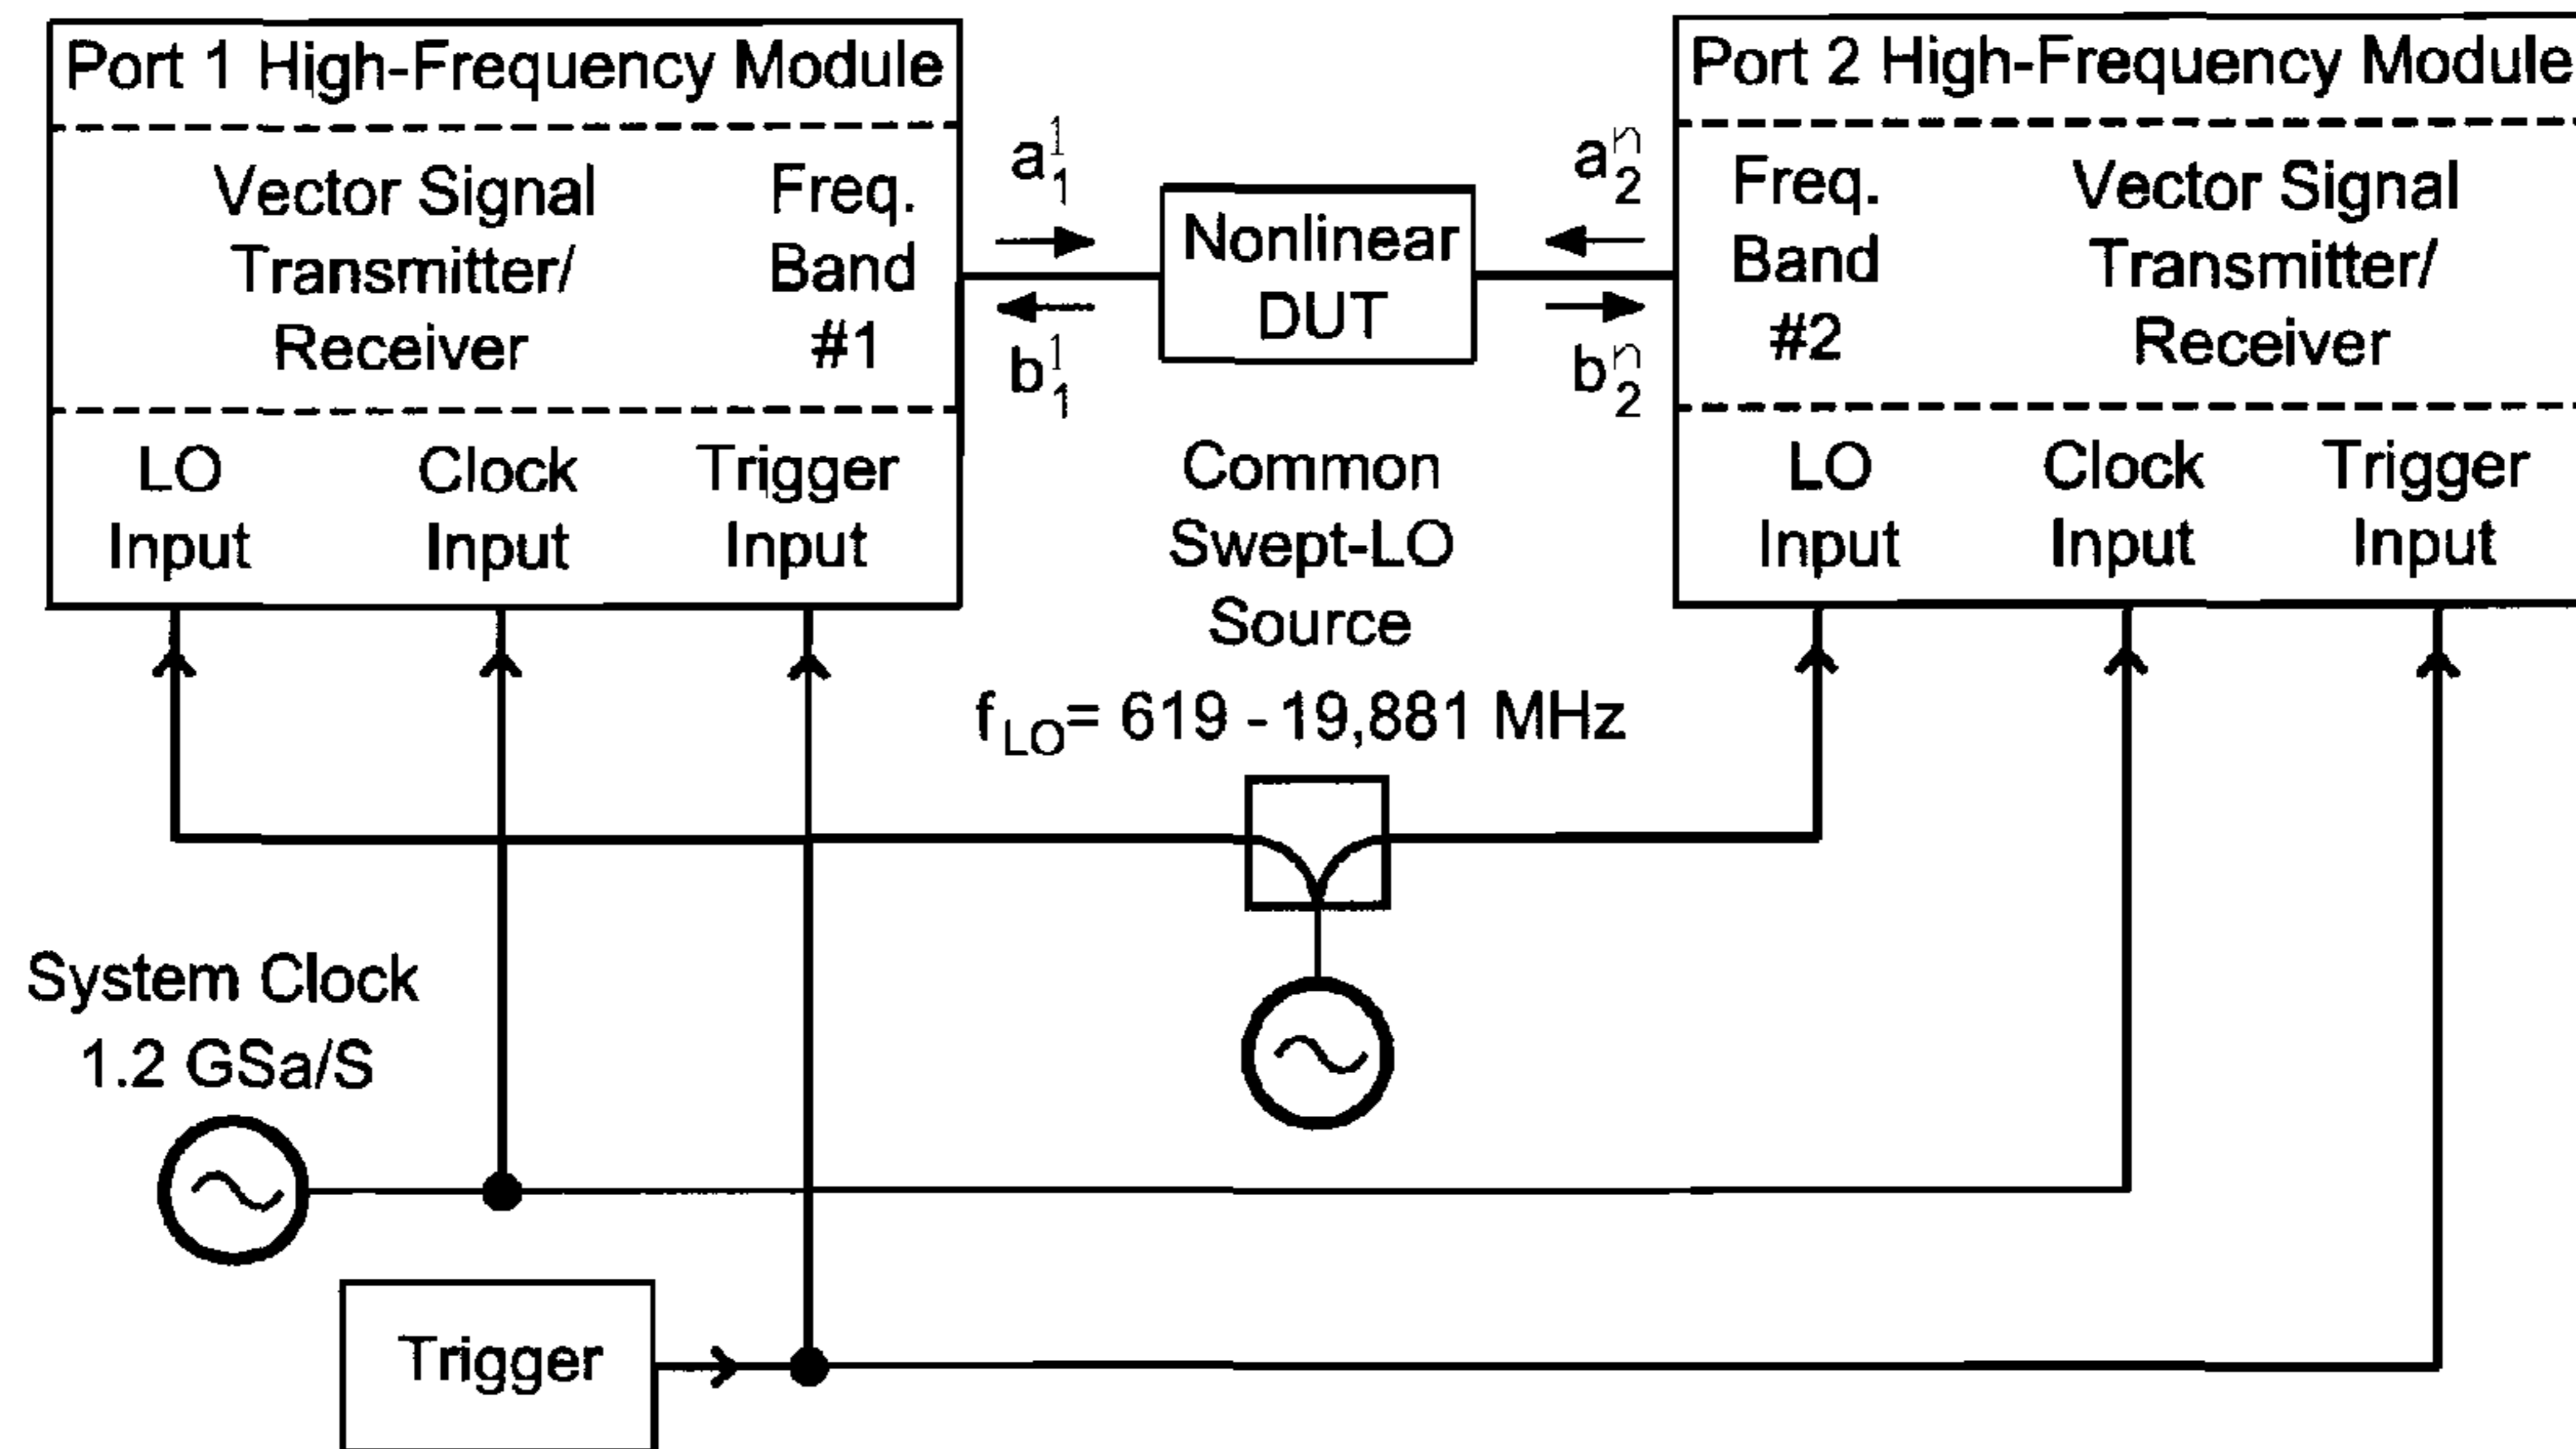 Port 1 High-Frequency Module
Vector Signal
Transmitter/
Receiver
Freq.
Band
#1
LO
Input
Clock
Input
Trigger
Input
a₁¹
b₁¹
Nonlinear
DUT
a₂ⁿ
b₂ⁿ
Port 2 High-Frequency Module
Freq.
Band
#2
Vector Signal
Transmitter/
Receiver
LO
Input
Clock
Input
Trigger
Input
Common
Swept-LO
Source
f_LO= 619 - 19,881 MHz
System Clock
1.2 GSa/S
Trigger